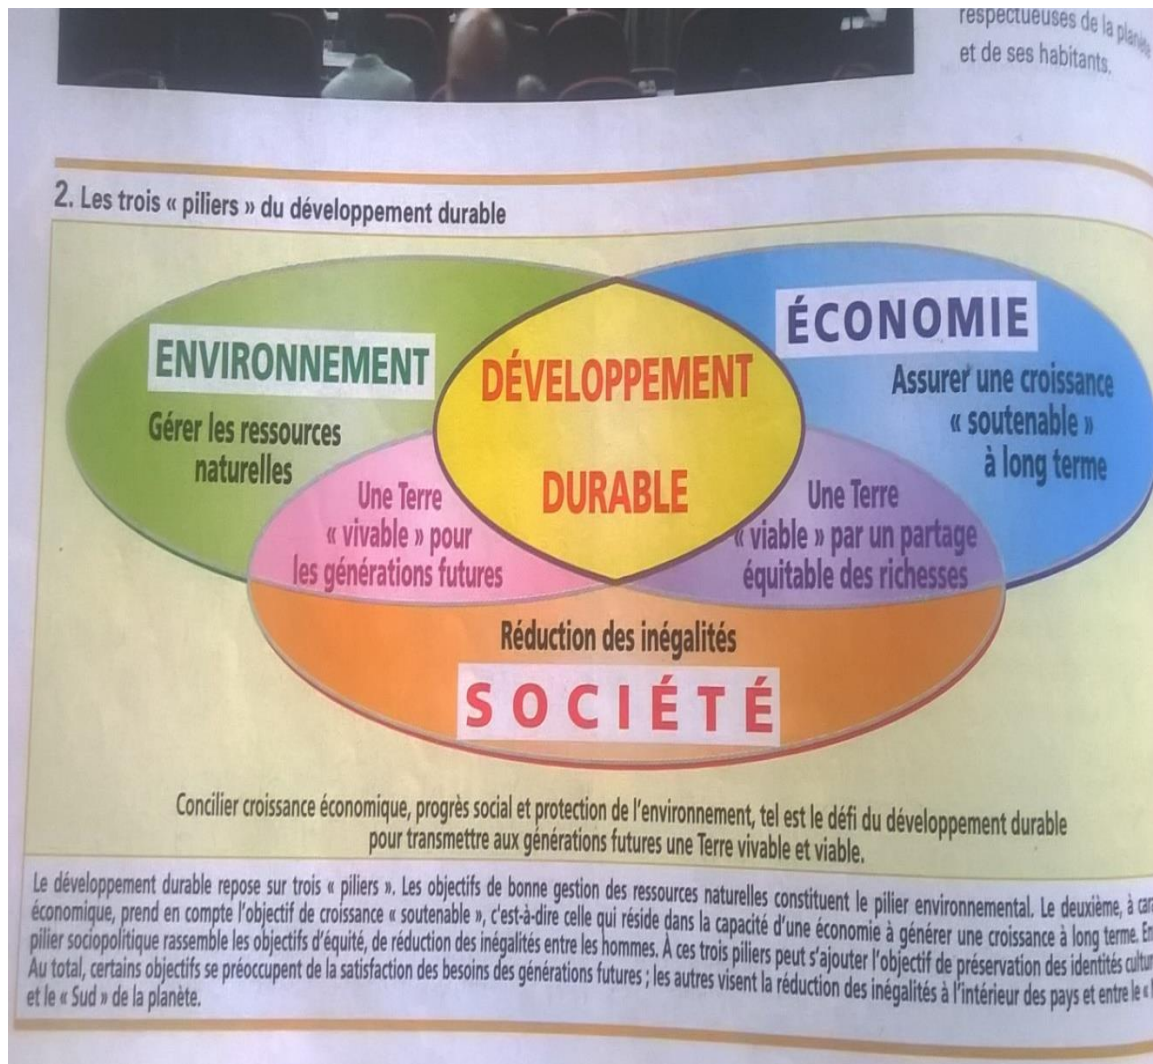 respectueuses de la planète
et de ses habitants.
2. Les trois « piliers » du développement durable
ENVIRONNEMENT
Gérer les ressources
naturelles
DÉVELOPPEMENT
DURABLE
ÉCONOMIE
Assurer une croissance
« soutenable »
à long terme
Une Terre
« vivable » pour
les générations futures
Une Terre
« viable » par un partage
équitable des richesses
Réduction des inégalités
SOCIÉTÉ
Concilier croissance économique, progrès social et protection de l'environnement, tel est le défi du développement durable
pour transmettre aux générations futures une Terre vivable et viable.
Le développement durable repose sur trois « piliers ». Les objectifs de bonne gestion des ressources naturelles constituent le pilier environnemental. Le deuxième, à
économique, prend en compte l'objectif de croissance « soutenable », c'est-à-dire celle qui réside dans la capacité d'une économie à générer une croissance à long terme.
pilier sociopolitique rassemble les objectifs d'équité, de réduction des inégalités entre les hommes. À ces trois piliers peut s'ajouter l'objectif de préservation des identités
Au total, certains objectifs se préoccupent de la satisfaction des besoins des générations futures ; les autres visent la réduction des inégalités à l'intérieur des pays et entre le «
et le « Sud » de la planète.